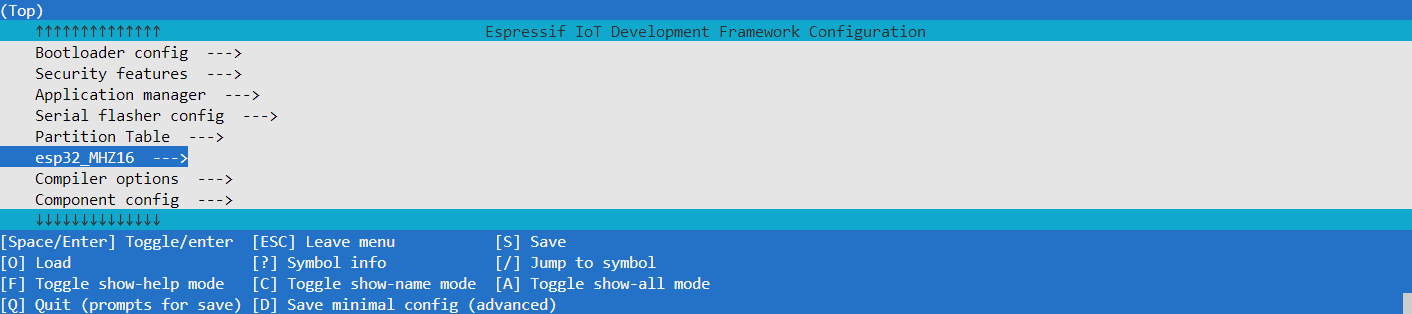 (Top)
↑↑↑↑↑↑↑↑↑↑↑↑↑↑ Espressif IoT Development Framework Configuration
Bootloader config --->
Security features --->
Application manager --->
Serial flasher config --->
Partition Table --->
esp32_MHZ16 --->
Compiler options --->
Component config --->
↓↓↓↓↓↓↓↓↓↓↓↓↓↓
[Space/Enter] Toggle/enter [ESC] Leave menu [S] Save
[O] Load [?] Symbol info [/] Jump to symbol
[F] Toggle show-help mode [C] Toggle show-name mode [A] Toggle show-all mode
[Q] Quit (prompts for save) [D] Save minimal config (advanced)